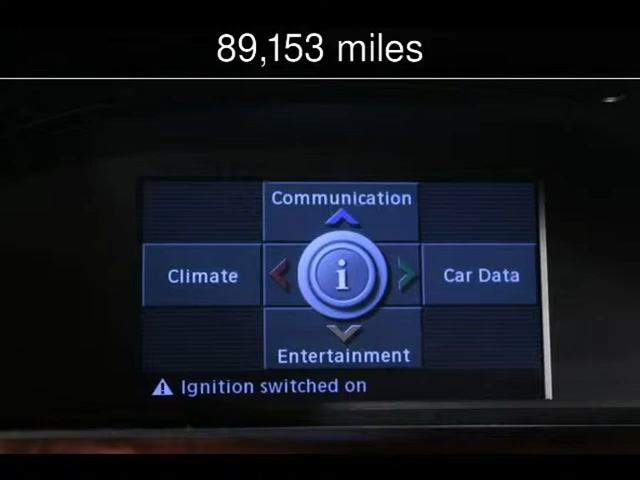 89,153 miles
Communication
Climate
i
Car Data
Entertainment
Ignition switched on